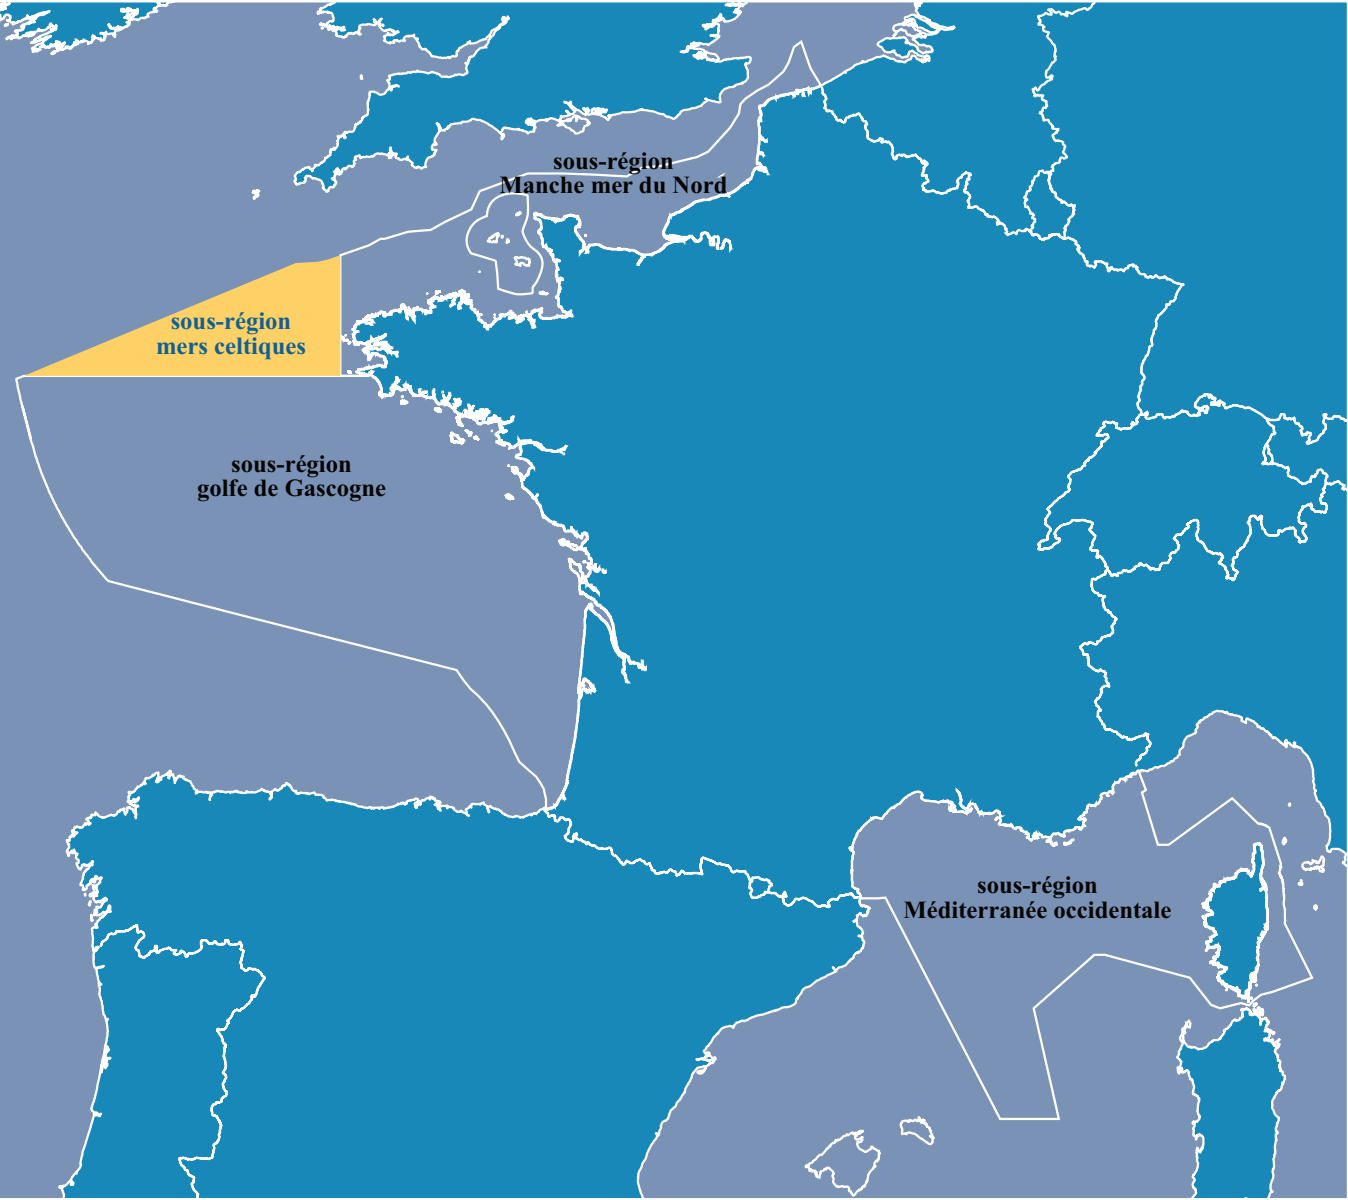 sous-région
Manche mer du Nord
sous-région
mers celtiques
sous-région
golfe de Gascogne
sous-région
Méditerranée occidentale